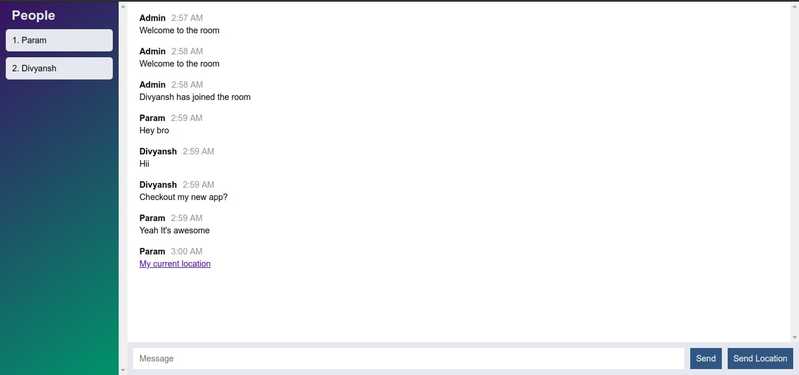 People
1. Param
2. Divyansh
Admin 2:57 AM
Welcome to the room
Admin 2:58 AM
Welcome to the room
Admin 2:58 AM
Divyansh has joined the room
Param 2:59 AM
Hey bro
Divyansh 2:59 AM
Hii
Divyansh 2:59 AM
Checkout my new app?
Param 2:59 AM
Yeah It's awesome
Param 3:00 AM
My current location
Message Send Send Location